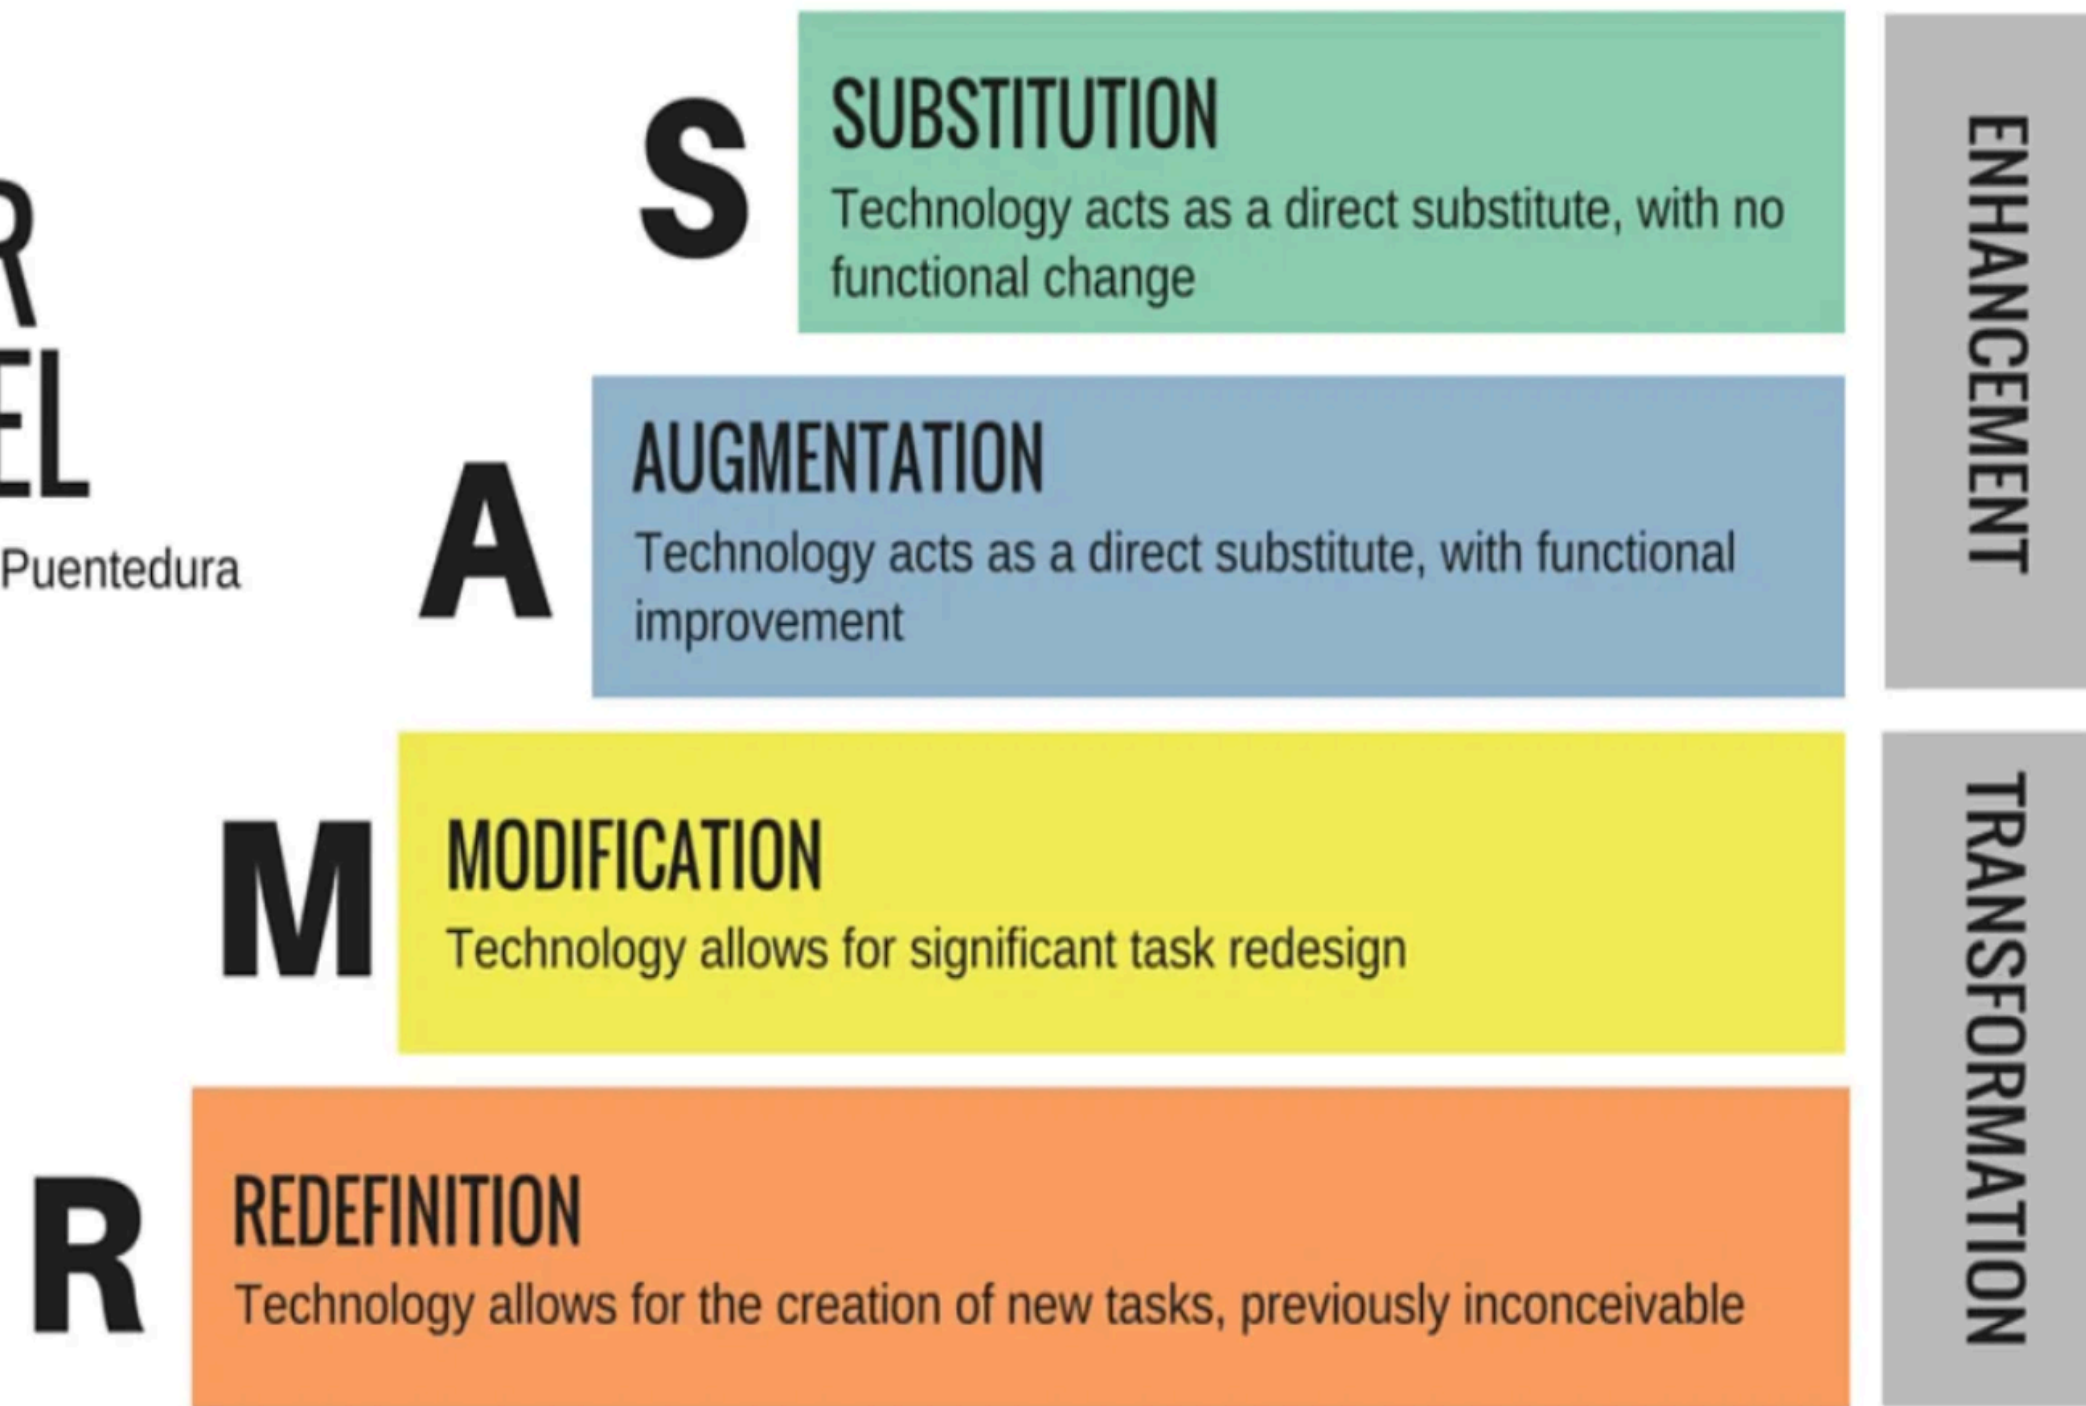 R
EL
Puentedura
S
SUBSTITUTION
Technology acts as a direct substitute, with no
functional change
A
AUGMENTATION
Technology acts as a direct substitute, with functional
improvement
M
MODIFICATION
Technology allows for significant task redesign
R
REDEFINITION
Technology allows for the creation of new tasks, previously inconceivable
ENHANCEMENT
TRANSFORMATION